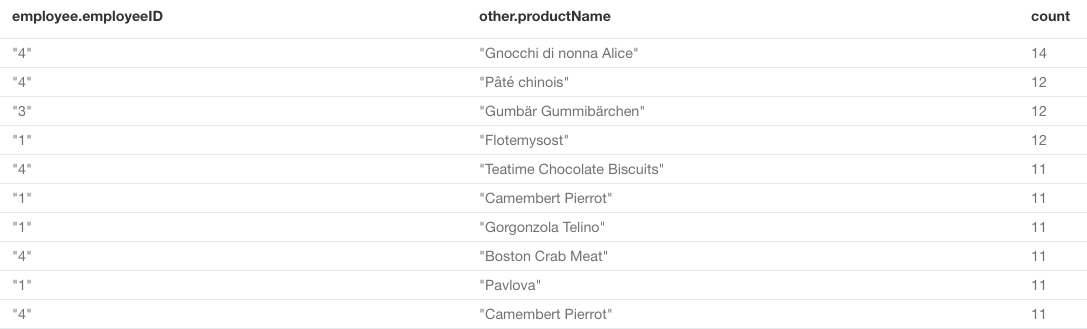 employee.employeeID other.productName count
"4" "Gnocchi di nonna Alice" 14
"4" "Pâté chinois" 12
"3" "Gumbär Gummibärchen" 12
"1" "Flotemysost" 12
"4" "Teatime Chocolate Biscuits" 11
"1" "Camembert Pierrot" 11
"1" "Gorgonzola Telino" 11
"4" "Boston Crab Meat" 11
"1" "Pavlova" 11
"4" "Camembert Pierrot" 11